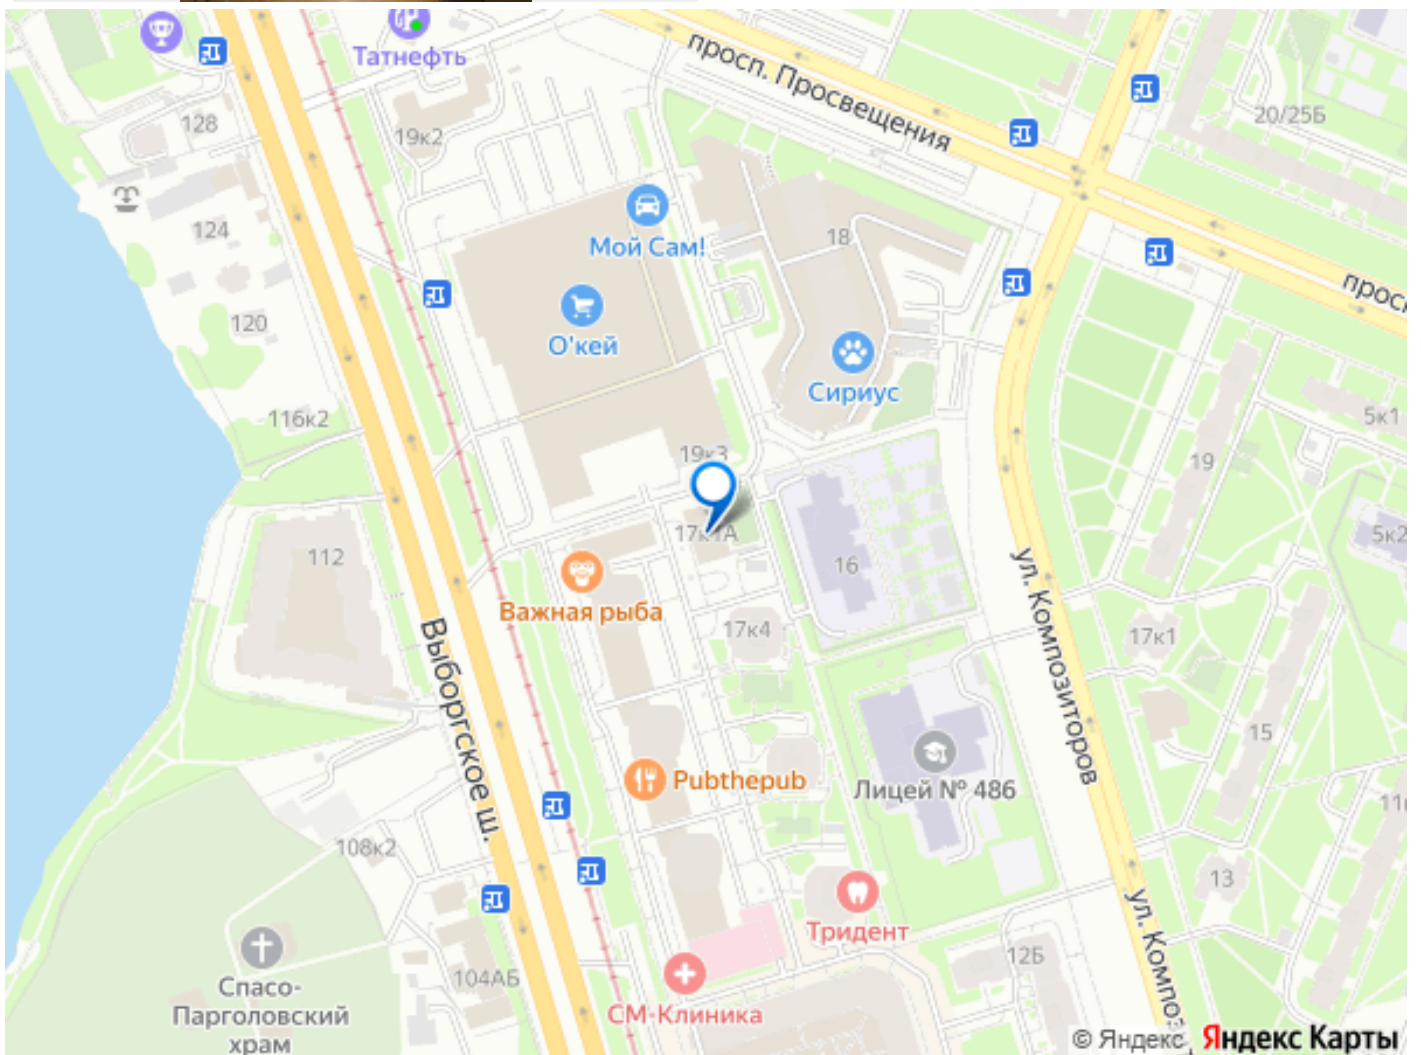 Татнефть
просп. Просвещения
128
19к2
20/25Б
124
18
Мой Сам!
просп
120
О'кей
Сириус
116к2
5к1
19к3
19
17к1А
5к2
112
16
Важная рыба
17к4
17к1
Выборгское ш.
ул. Композиторов
15
Pubthepub
Лицей № 486
11
108к2
13
Тридент
ул. Композ
12Б
104АБ
Спасо-
Парголовский
храм
СМ-Клиника
© Яндекс Яндекс Карты